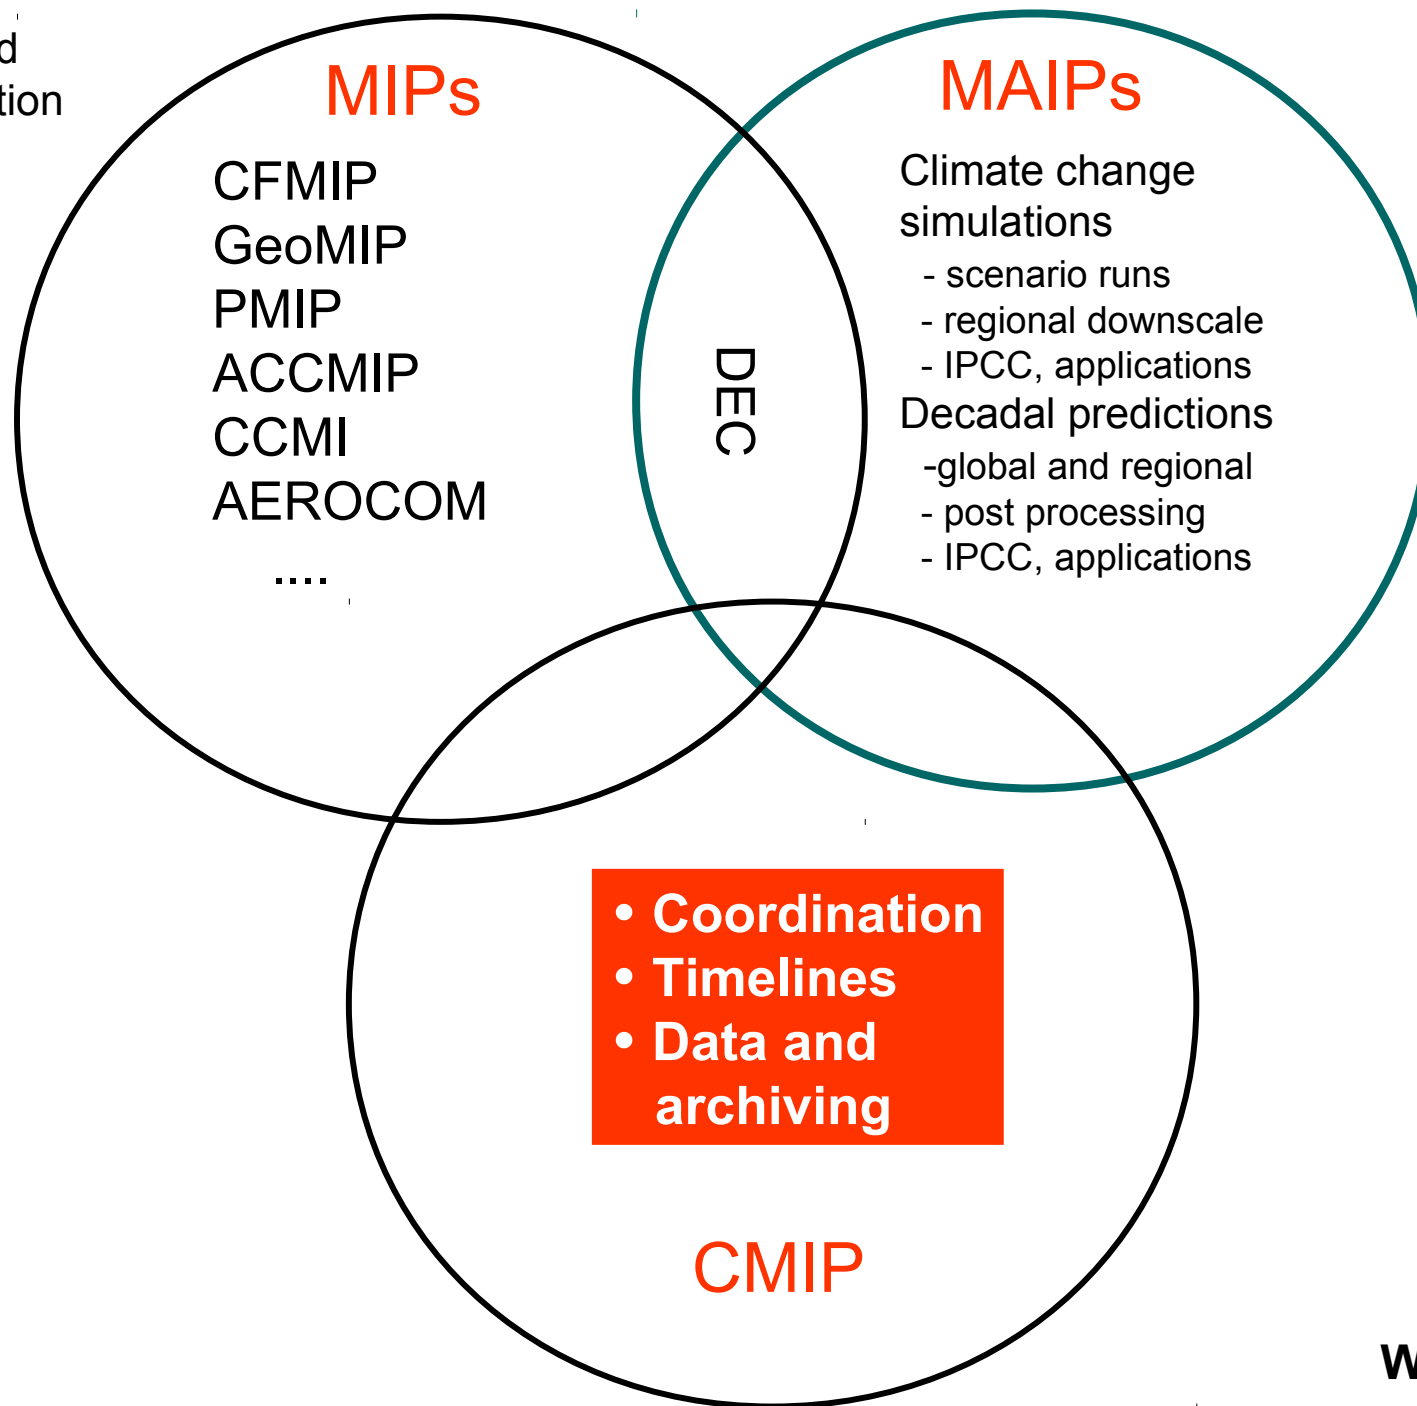 MIPs
CFMIP
GeoMIP
PMIP
ACCMIP
CCMI
AEROCOM
....
DEC
MAIPs
Climate change
simulations
- scenario runs
- regional downscale
- IPCC, applications
Decadal predictions
-global and regional
- post processing
- IPCC, applications
• Coordination
• Timelines
• Data and
archiving
CMIP